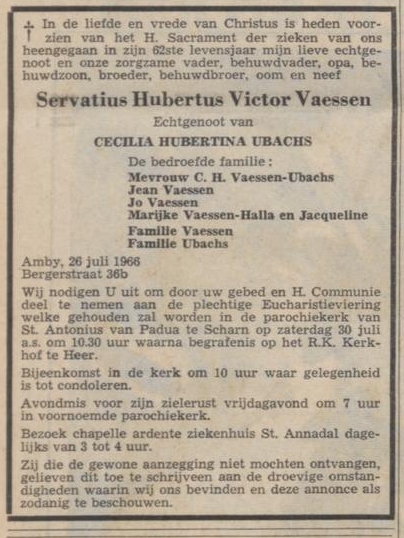 † In de liefde en vrede van Christus is heden voor-
zien van het H. Sacrament der zieken van ons
heengegaan in zijn 62ste levensjaar mijn lieve echtge-
noot en onze zorgzame vader, behuwdvader, opa, be-
huwdzoon, broeder, behuwdbroer, oom en neef
Servatius Hubertus Victor Vaessen
Echtgenoot van
CECILIA HUBERTINA UBACHS
De bedroefde familie:
Mevrouw C. H. Vaessen-Ubachs
Jean Vaessen
Jo Vaessen
Marijke Vaessen-Halla en Jacqueline
Familie Vaessen
Familie Ubachs
Amby, 26 juli 1966
Bergerstraat 36b
Wij nodigen U uit om door uw gebed en H. Communie
deel te nemen aan de plechtige Eucharistieviering
welke gehouden zal worden in de parochiekerk van
St. Antonius van Padua te Scharn op zaterdag 30 juli
a.s. om 10.30 uur waarna begrafenis op het R.K. Kerk-
hof te Heer.
Bijeenkomst in de kerk om 10 uur waar gelegenheid
is tot condoleren.
Avondmis voor zijn zielerust vrijdagavond om 7 uur
in voornoemde parochiekerk.
Bezoek chapelle ardente ziekenhuis St. Annadal dage-
lijks van 3 tot 4 uur.
Zij die de gewone aanzegging niet mochten ontvangen,
gelieven dit toe te schrijven aan de droevige omstan-
digheden waarin wij ons bevinden en deze annonce als
zodanig te beschouwen.